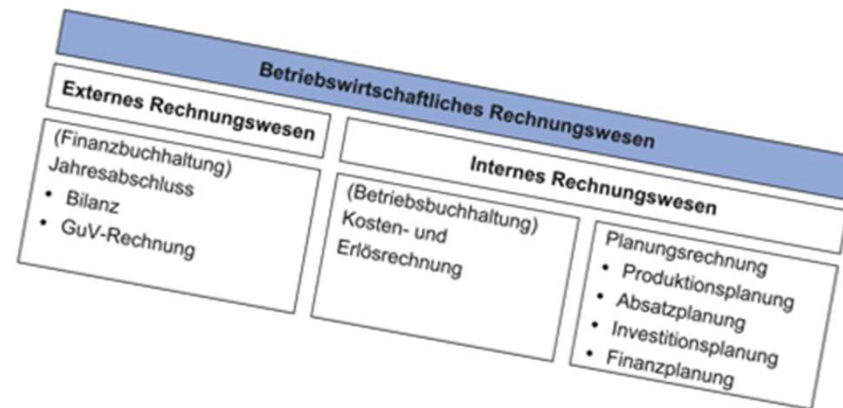 Betriebswirtschaftliches Rechnungswesen
Externes Rechnungswesen
(Finanzbuchhaltung)
Jahresabschluss
• Bilanz
• GuV-Rechnung
Internes Rechnungswesen
(Betriebsbuchhaltung)
Kosten- und
Erlösrechnung
Planungsrechnung
• Produktionsplanung
• Absatzplanung
• Investitionsplanung
• Finanzplanung